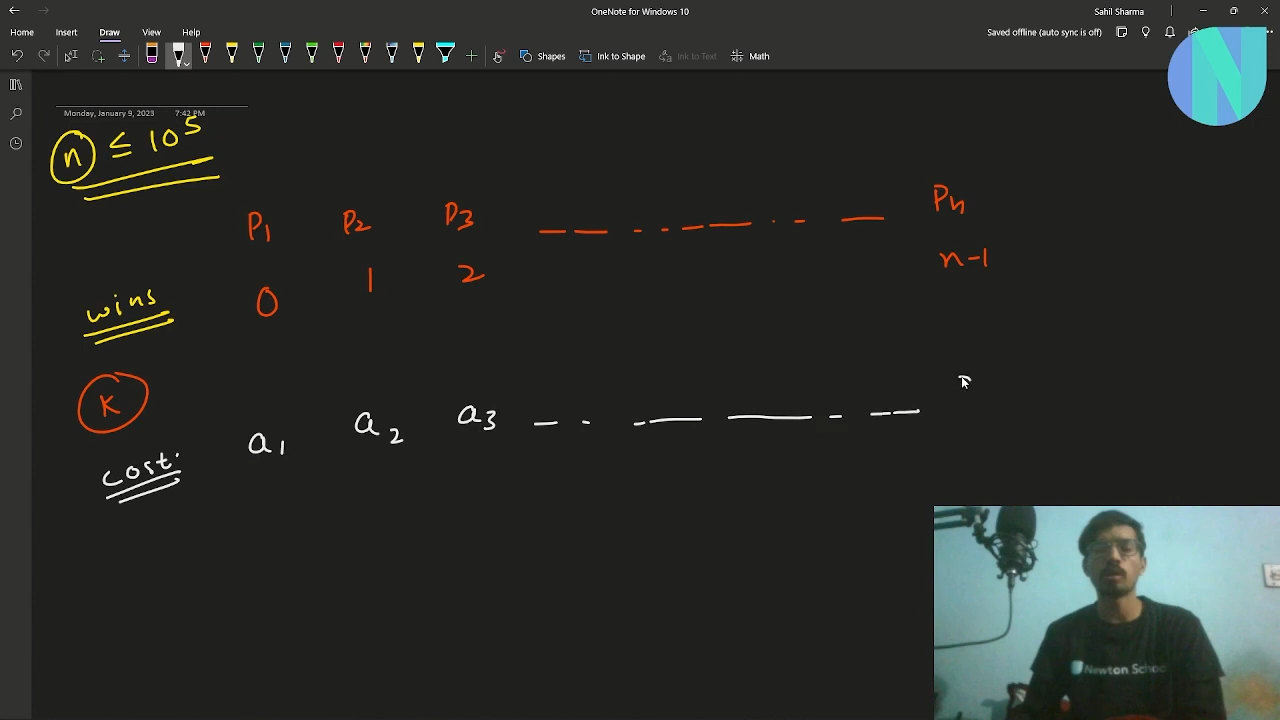 OneNote for Windows 10
Sahil Sharma
Home Insert Draw View Help
Saved offline (auto sync is off)
Shapes Ink to Shape Ink to Text Math
Monday, January 9, 2023 7:42 PM
n ≤ 10^5
P1 P2 P3 Pn
wins 0 1 2 n-1
K
cost. a1 a2 a3
Newton School